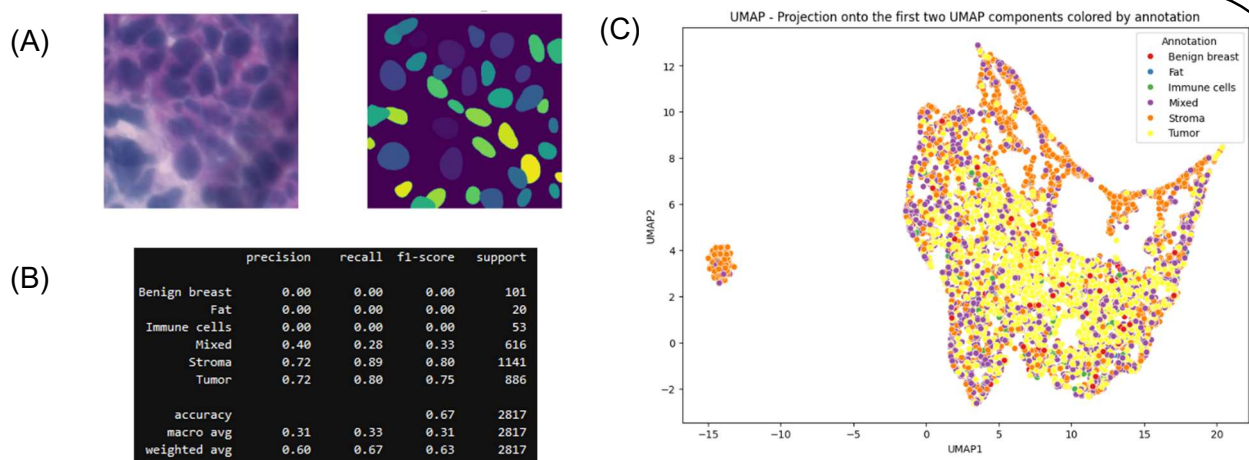 (A)
(B)
precision recall f1-score support
Benign breast 0.00 0.00 0.00 101
Fat 0.00 0.00 0.00 20
Immune cells 0.00 0.00 0.00 53
Mixed 0.40 0.28 0.33 616
Stroma 0.72 0.89 0.80 1141
Tumor 0.72 0.80 0.75 886
accuracy 0.67 2817
macro avg 0.31 0.33 0.31 2817
weighted avg 0.60 0.67 0.63 2817
(C)
UMAP - Projection onto the first two UMAP components colored by annotation
Annotation
Benign breast
Fat
Immune cells
Mixed
Stroma
Tumor
UMAP2
12
10
8
6
4
2
0
−2
−15 −10 −5 0 5 10 15 20
UMAP1